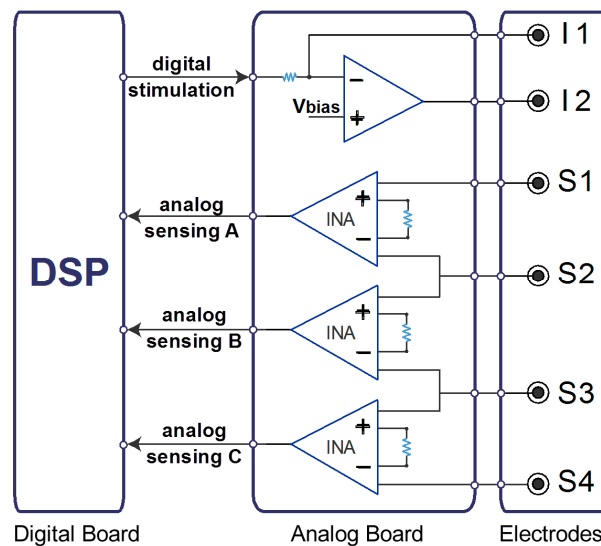 I1
digital
stimulation
−
Vbias
+
I2
S1
analog
sensing A
+
INA
−
DSP
S2
analog
sensing B
+
INA
−
S3
analog
sensing C
+
INA
−
S4
Digital Board
Analog Board
Electrodes